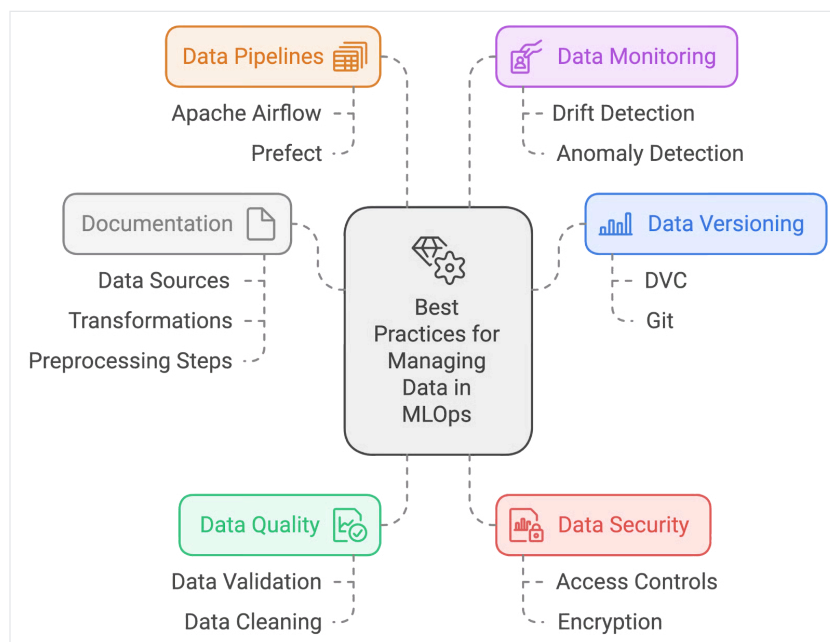 Data Pipelines
Apache Airflow
Prefect
Data Monitoring
Drift Detection
Anomaly Detection
Documentation
Data Sources
Transformations
Preprocessing Steps
Best
Practices for
Managing
Data in
MLOps
Data Versioning
DVC
Git
Data Quality
Data Validation
Data Cleaning
Data Security
Access Controls
Encryption